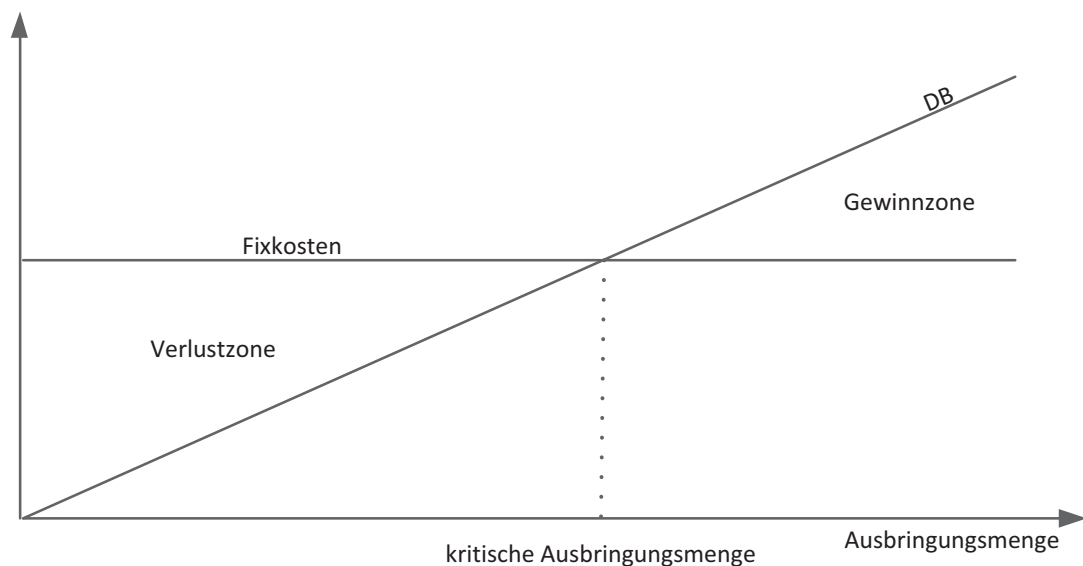 DB
Gewinnzone
Fixkosten
Verlustzone
Ausbringungsmenge
kritische Ausbringungsmenge